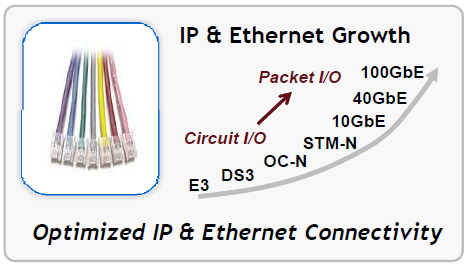 IP & Ethernet Growth
Packet I/O
100GbE
40GbE
10GbE
Circuit I/O
STM-N
OC-N
DS3
E3
Optimized IP & Ethernet Connectivity